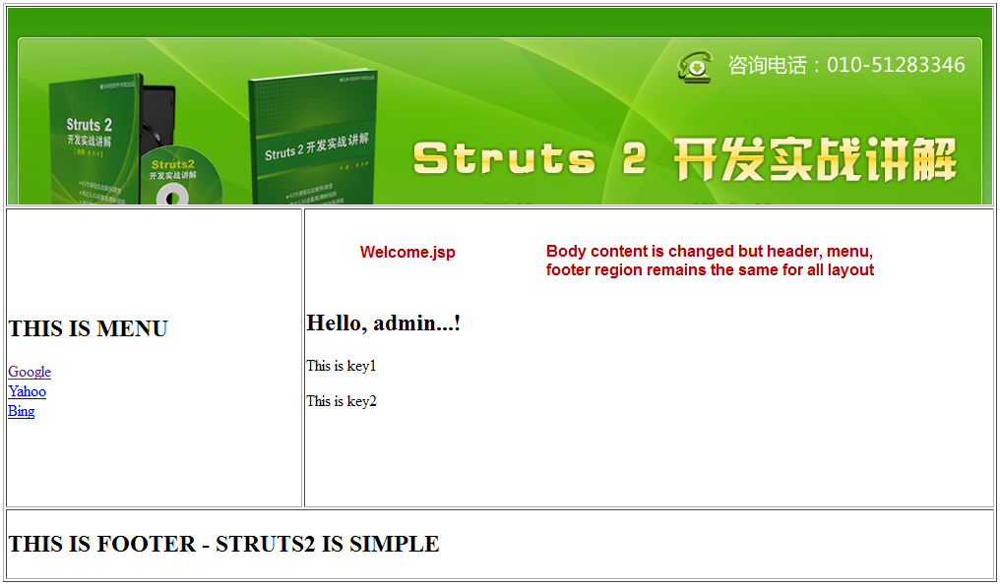 咨询电话：010-51283346
Struts 2
开发实战讲解
Struts2
开发实战讲解
Struts 2 开发实战讲解
Struts 2 开发实战讲解
Welcome.jsp
Body content is changed but header, menu,
footer region remains the same for all layout
THIS IS MENU
Google
Yahoo
Bing
Hello, admin...!
This is key1
This is key2
THIS IS FOOTER - STRUTS2 IS SIMPLE